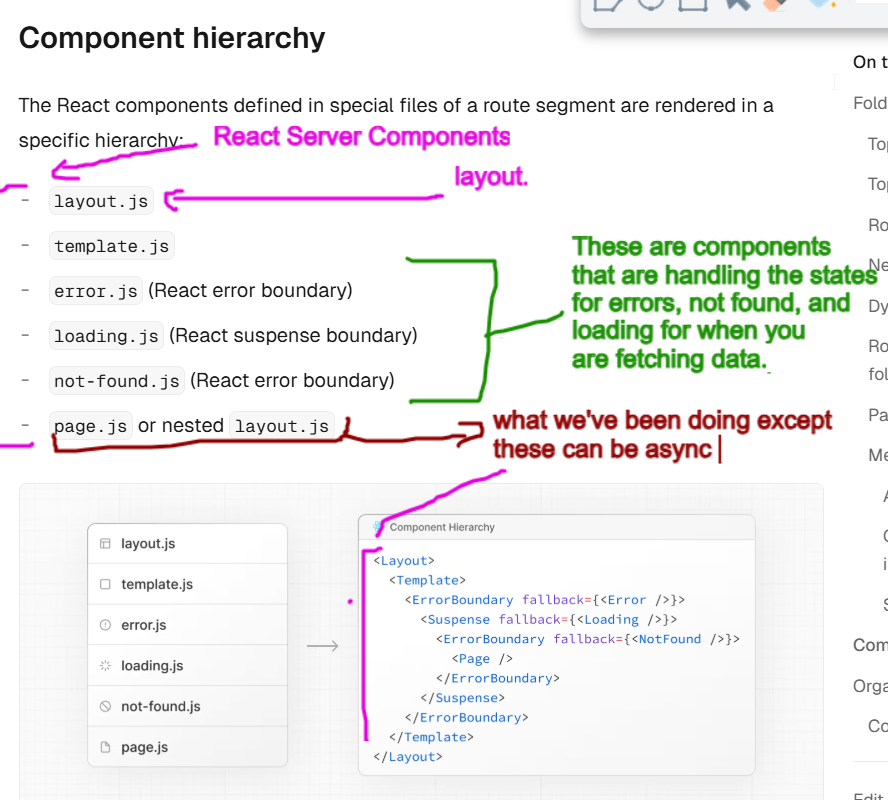 Component hierarchy
The React components defined in special files of a route segment are rendered in a
specific hierarchy:
React Server Components
layout.
- layout.js
- template.js
- error.js (React error boundary)
- loading.js (React suspense boundary)
- not-found.js (React error boundary)
- page.js or nested layout.js
These are components
that are handling the states
for errors, not found, and
loading for when you
are fetching data.
what we've been doing except
these can be async
layout.js
template.js
error.js
loading.js
not-found.js
page.js
Component Hierarchy
<Layout>
<Template>
<ErrorBoundary fallback={<Error />}>
<Suspense fallback={<Loading />}>
<ErrorBoundary fallback={<NotFound />}>
<Page />
</ErrorBoundary>
</Suspense>
</ErrorBoundary>
</Template>
</Layout>
On t
Fold
Top
Top
Ro
Ne
Dy
Ro
fol
Pa
Me
Com
Orga
Co
Edit